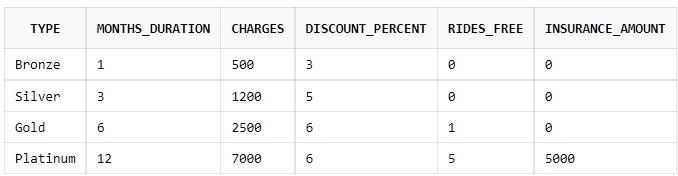 TYPE MONTHS_DURATION CHARGES DISCOUNT_PERCENT RIDES_FREE INSURANCE_AMOUNT
Bronze 1 500 3 0 0
Silver 3 1200 5 0 0
Gold 6 2500 6 1 0
Platinum 12 7000 6 5 5000